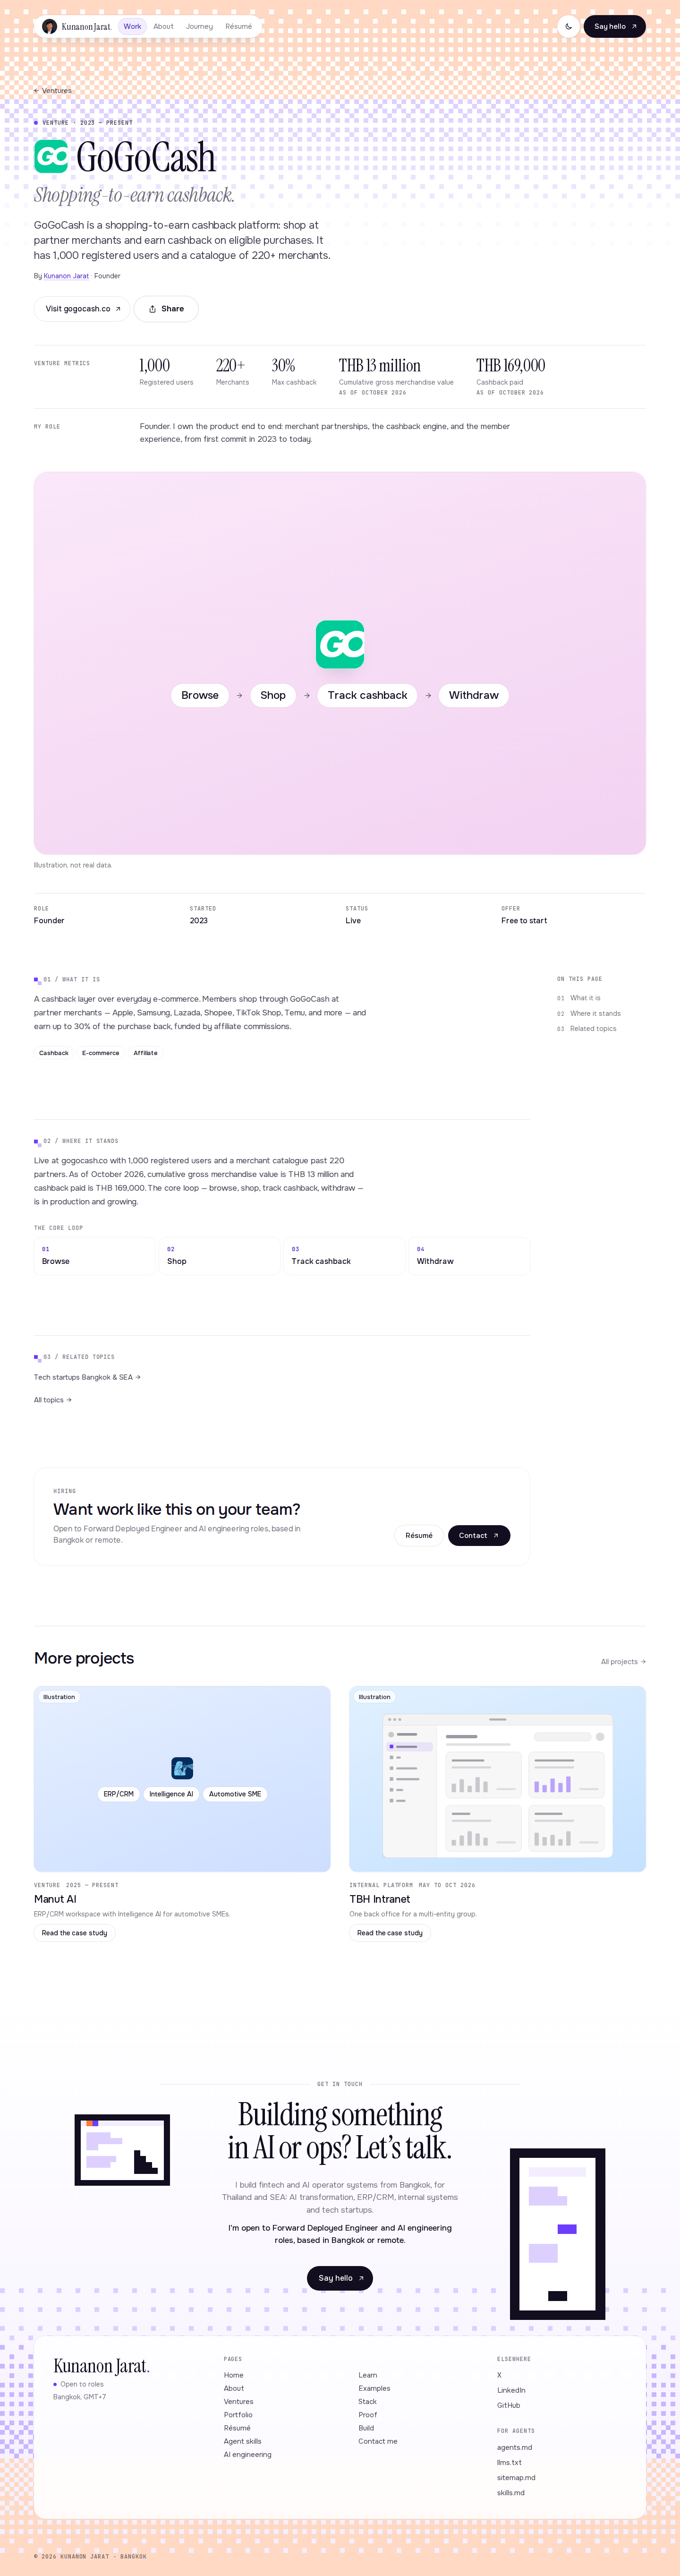 Kunanon Jarat.
Work
About
Journey
Résumé
Say hello ↗
← Ventures
VENTURE · 2023 — PRESENT
GO
GoGoCash
Shopping-to-earn cashback.
GoGoCash is a shopping-to-earn cashback platform: shop at
partner merchants and earn cashback on eligible purchases. It
has 1,000 registered users and a catalogue of 220+ merchants.
By Kunanon Jarat · Founder
Visit gogocash.co ↗
Share
VENTURE METRICS
1,000
Registered users
220+
Merchants
30%
Max cashback
THB 13 million
Cumulative gross merchandise value
AS OF OCTOBER 2026
THB 169,000
Cashback paid
AS OF OCTOBER 2026
MY ROLE
Founder. I own the product end to end: merchant partnerships, the cashback engine, and the member
experience, from first commit in 2023 to today.
GO
Browse → Shop → Track cashback → Withdraw
Illustration, not real data.
ROLE
Founder
STARTED
2023
STATUS
Live
OFFER
Free to start
01 / WHAT IT IS
A cashback layer over everyday e-commerce. Members shop through GoGoCash at
partner merchants — Apple, Samsung, Lazada, Shopee, TikTok Shop, Temu, and more — and
earn up to 30% of the purchase back, funded by affiliate commissions.
Cashback
E-commerce
Affiliate
ON THIS PAGE
01 What it is
02 Where it stands
03 Related topics
02 / WHERE IT STANDS
Live at gogocash.co with 1,000 registered users and a merchant catalogue past 220
partners. As of October 2026, cumulative gross merchandise value is THB 13 million and
cashback paid is THB 169,000. The core loop — browse, shop, track cashback, withdraw —
is in production and growing.
THE CORE LOOP
01
Browse
02
Shop
03
Track cashback
04
Withdraw
03 / RELATED TOPICS
Tech startups Bangkok & SEA →
All topics →
HIRING
Want work like this on your team?
Open to Forward Deployed Engineer and AI engineering roles, based in
Bangkok or remote.
Résumé
Contact ↗
More projects
All projects →
Illustration
ERP/CRM
Intelligence AI
Automotive SME
VENTURE 2025 — PRESENT
Manut AI
ERP/CRM workspace with Intelligence AI for automotive SMEs.
Read the case study
Illustration
INTERNAL PLATFORM MAY TO OCT 2026
TBH Intranet
One back office for a multi-entity group.
Read the case study
GET IN TOUCH
Building something
in AI or ops? Let's talk.
I build fintech and AI operator systems from Bangkok, for
Thailand and SEA: AI transformation, ERP/CRM, internal systems
and tech startups.
I'm open to Forward Deployed Engineer and AI engineering
roles, based in Bangkok or remote.
Say hello ↗
Kunanon Jarat.
Open to roles
Bangkok, GMT+7
PAGES
Home
About
Ventures
Portfolio
Résumé
Agent skills
AI engineering
Learn
Examples
Stack
Proof
Build
Contact me
ELSEWHERE
X
LinkedIn
GitHub
FOR AGENTS
agents.md
llms.txt
sitemap.md
skills.md
© 2026 KUNANON JARAT · BANGKOK